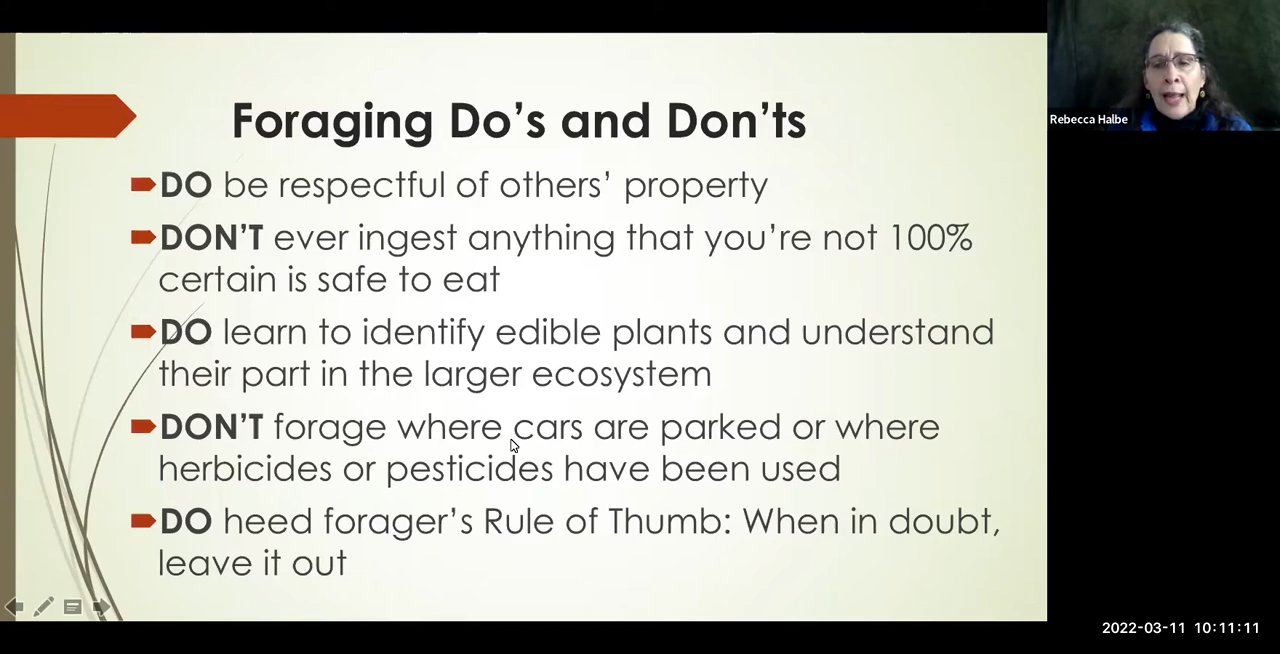 Foraging Do’s and Don’ts
DO be respectful of others’ property
DON’T ever ingest anything that you’re not 100%
certain is safe to eat
DO learn to identify edible plants and understand
their part in the larger ecosystem
DON’T forage where cars are parked or where
herbicides or pesticides have been used
DO heed forager’s Rule of Thumb: When in doubt,
leave it out
Rebecca Halbe
2022-03-11 10:11:11